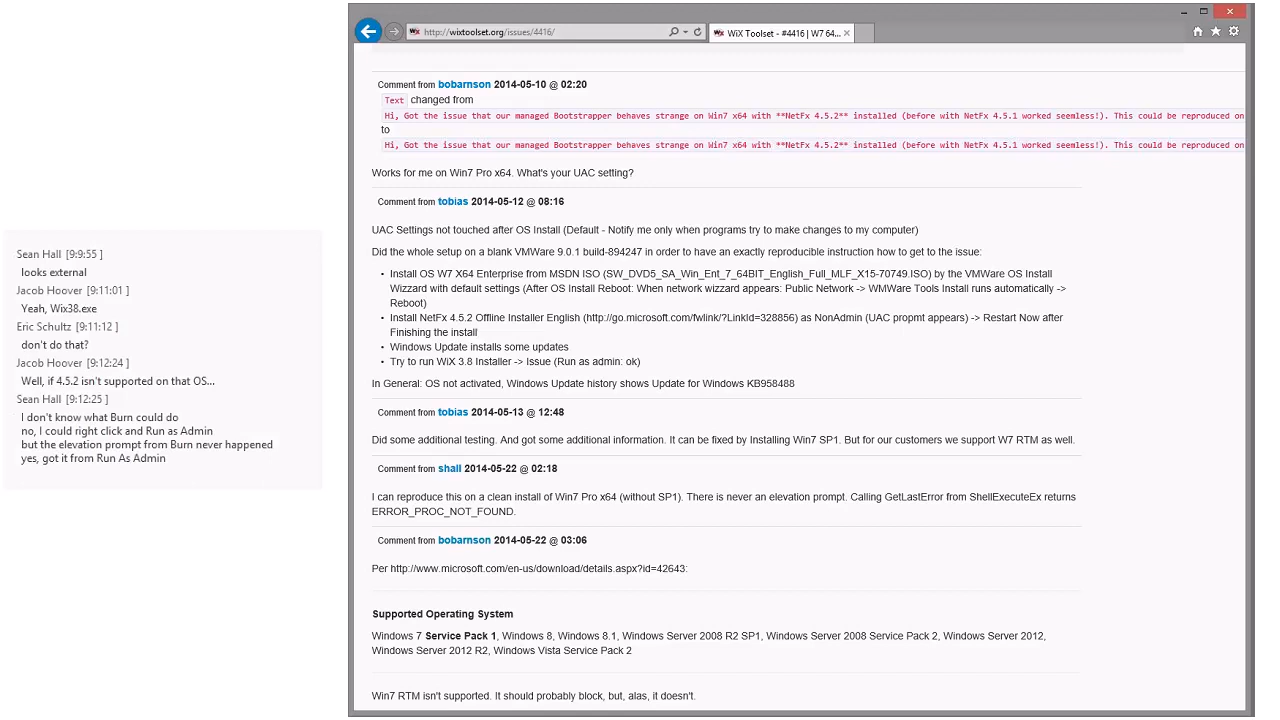 Sean Hall [9:9:55 ]
looks external
Jacob Hoover [9:11:01 ]
Yeah, Wix38.exe
Eric Schultz [9:11:12 ]
don't do that?
Jacob Hoover [9:12:24 ]
Well, if 4.5.2 isn't supported on that OS...
Sean Hall [9:12:25 ]
I don't know what Burn could do
no, I could right click and Run as Admin
but the elevation prompt from Burn never happened
yes, got it from Run As Admin
http://wixtoolset.org/issues/4416/
WiX Toolset - #4416 | W7 64...
Comment from bobarnson 2014-05-10 @ 02:20
Text changed from
Hi, Got the issue that our managed Bootstrapper behaves strange on Win7 x64 with **NetFx 4.5.2** installed (before with NetFx 4.5.1 worked seemless!). This could be reproduced on
to
Hi, Got the issue that our managed Bootstrapper behaves strange on Win7 x64 with **NetFx 4.5.2** installed (before with NetFx 4.5.1 worked seemless!). This could be reproduced on
Works for me on Win7 Pro x64. What's your UAC setting?
Comment from tobias 2014-05-12 @ 08:16
UAC Settings not touched after OS Install (Default - Notify me only when programs try to make changes to my computer)
Did the whole setup on a blank VMWare 9.0.1 build-894247 in order to have an exactly reproducible instruction how to get to the issue:
• Install OS W7 X64 Enterprise from MSDN ISO (SW_DVD5_SA_Win_Ent_7_64BIT_English_Full_MLF_X15-70749.ISO) by the VMWare OS Install
Wizzard with default settings (After OS Install Reboot: When network wizzard appears: Public Network -> WMWare Tools Install runs automatically ->
Reboot)
• Install NetFx 4.5.2 Offline Installer English (http://go.microsoft.com/fwlink/?LinkId=328856) as NonAdmin (UAC propmt appears) -> Restart Now after
Finishing the install
• Windows Update installs some updates
• Try to run WiX 3.8 Installer -> Issue (Run as admin: ok)
In General: OS not activated, Windows Update history shows Update for Windows KB958488
Comment from tobias 2014-05-13 @ 12:48
Did some additional testing. And got some additional information. It can be fixed by Installing Win7 SP1. But for our customers we support W7 RTM as well.
Comment from shall 2014-05-22 @ 02:18
I can reproduce this on a clean install of Win7 Pro x64 (without SP1). There is never an elevation prompt. Calling GetLastError from ShellExecuteEx returns
ERROR_PROC_NOT_FOUND.
Comment from bobarnson 2014-05-22 @ 03:06
Per http://www.microsoft.com/en-us/download/details.aspx?id=42643:
Supported Operating System
Windows 7 Service Pack 1, Windows 8, Windows 8.1, Windows Server 2008 R2 SP1, Windows Server 2008 Service Pack 2, Windows Server 2012,
Windows Server 2012 R2, Windows Vista Service Pack 2
Win7 RTM isn't supported. It should probably block, but, alas, it doesn't.